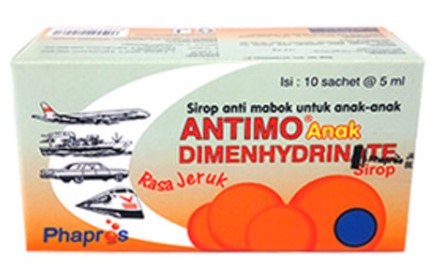 Isi : 10 sachet @ 5 ml
Sirop anti mabok untuk anak-anak
ANTIMO® Anak
DIMENHYDRINATE
Sirop
Rasa Jeruk
Phapros